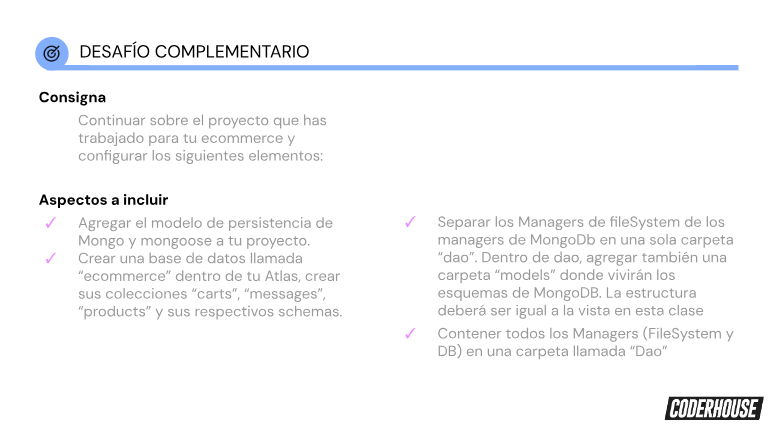 DESAFÍO COMPLEMENTARIO
Consigna
Continuar sobre el proyecto que has
trabajado para tu ecommerce y
configurar los siguientes elementos:
Aspectos a incluir
✓ Agregar el modelo de persistencia de
Mongo y mongoose a tu proyecto.
✓ Crear una base de datos llamada
“ecommerce” dentro de tu Atlas, crear
sus colecciones “carts”, “messages”,
“products” y sus respectivos schemas.
✓ Separar los Managers de fileSystem de los
managers de MongoDb en una sola carpeta
“dao”. Dentro de dao, agregar también una
carpeta “models” donde vivirán los
esquemas de MongoDB. La estructura
deberá ser igual a la vista en esta clase
✓ Contener todos los Managers (FileSystem y
DB) en una carpeta llamada “Dao”
CODERHOUSE